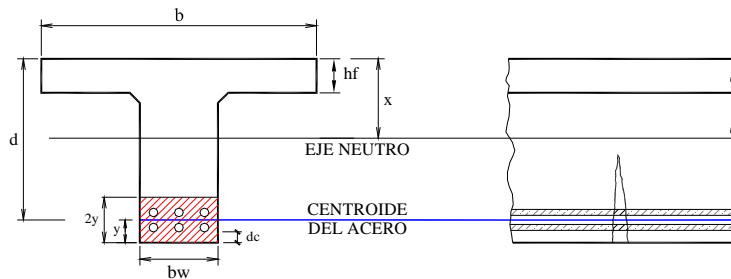 b
hf
x
d
EJE NEUTRO
CENTROIDE
DEL ACERO
2y
y
dc
bw